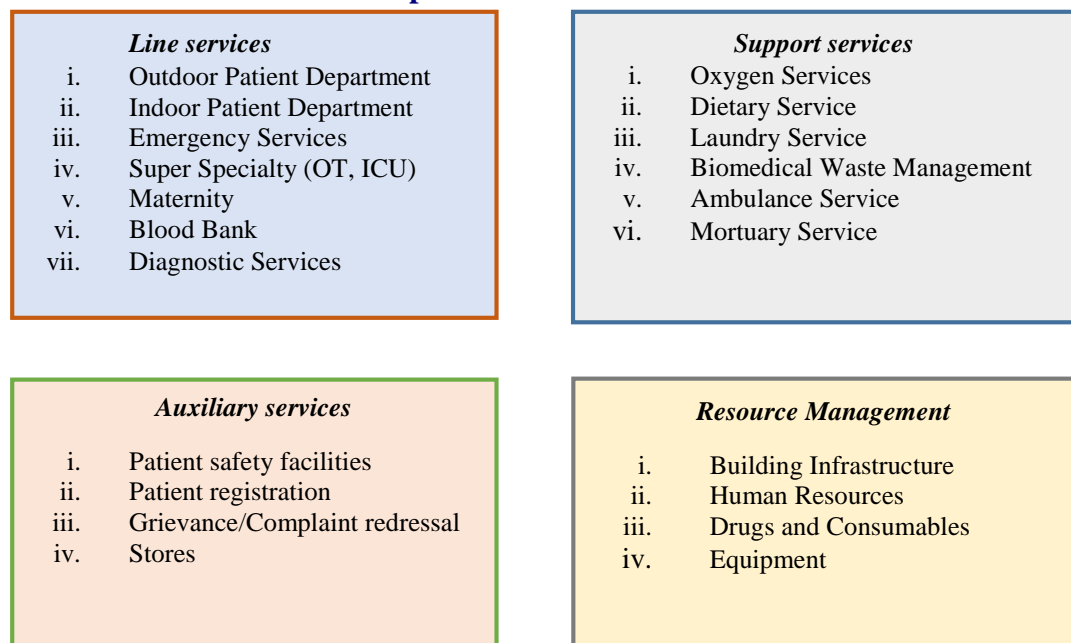 Line services
i. Outdoor Patient Department
ii. Indoor Patient Department
iii. Emergency Services
iv. Super Specialty (OT, ICU)
v. Maternity
vi. Blood Bank
vii. Diagnostic Services
Support services
i. Oxygen Services
ii. Dietary Service
iii. Laundry Service
iv. Biomedical Waste Management
v. Ambulance Service
vi. Mortuary Service
Auxiliary services
i. Patient safety facilities
ii. Patient registration
iii. Grievance/Complaint redressal
iv. Stores
Resource Management
i. Building Infrastructure
ii. Human Resources
iii. Drugs and Consumables
iv. Equipment